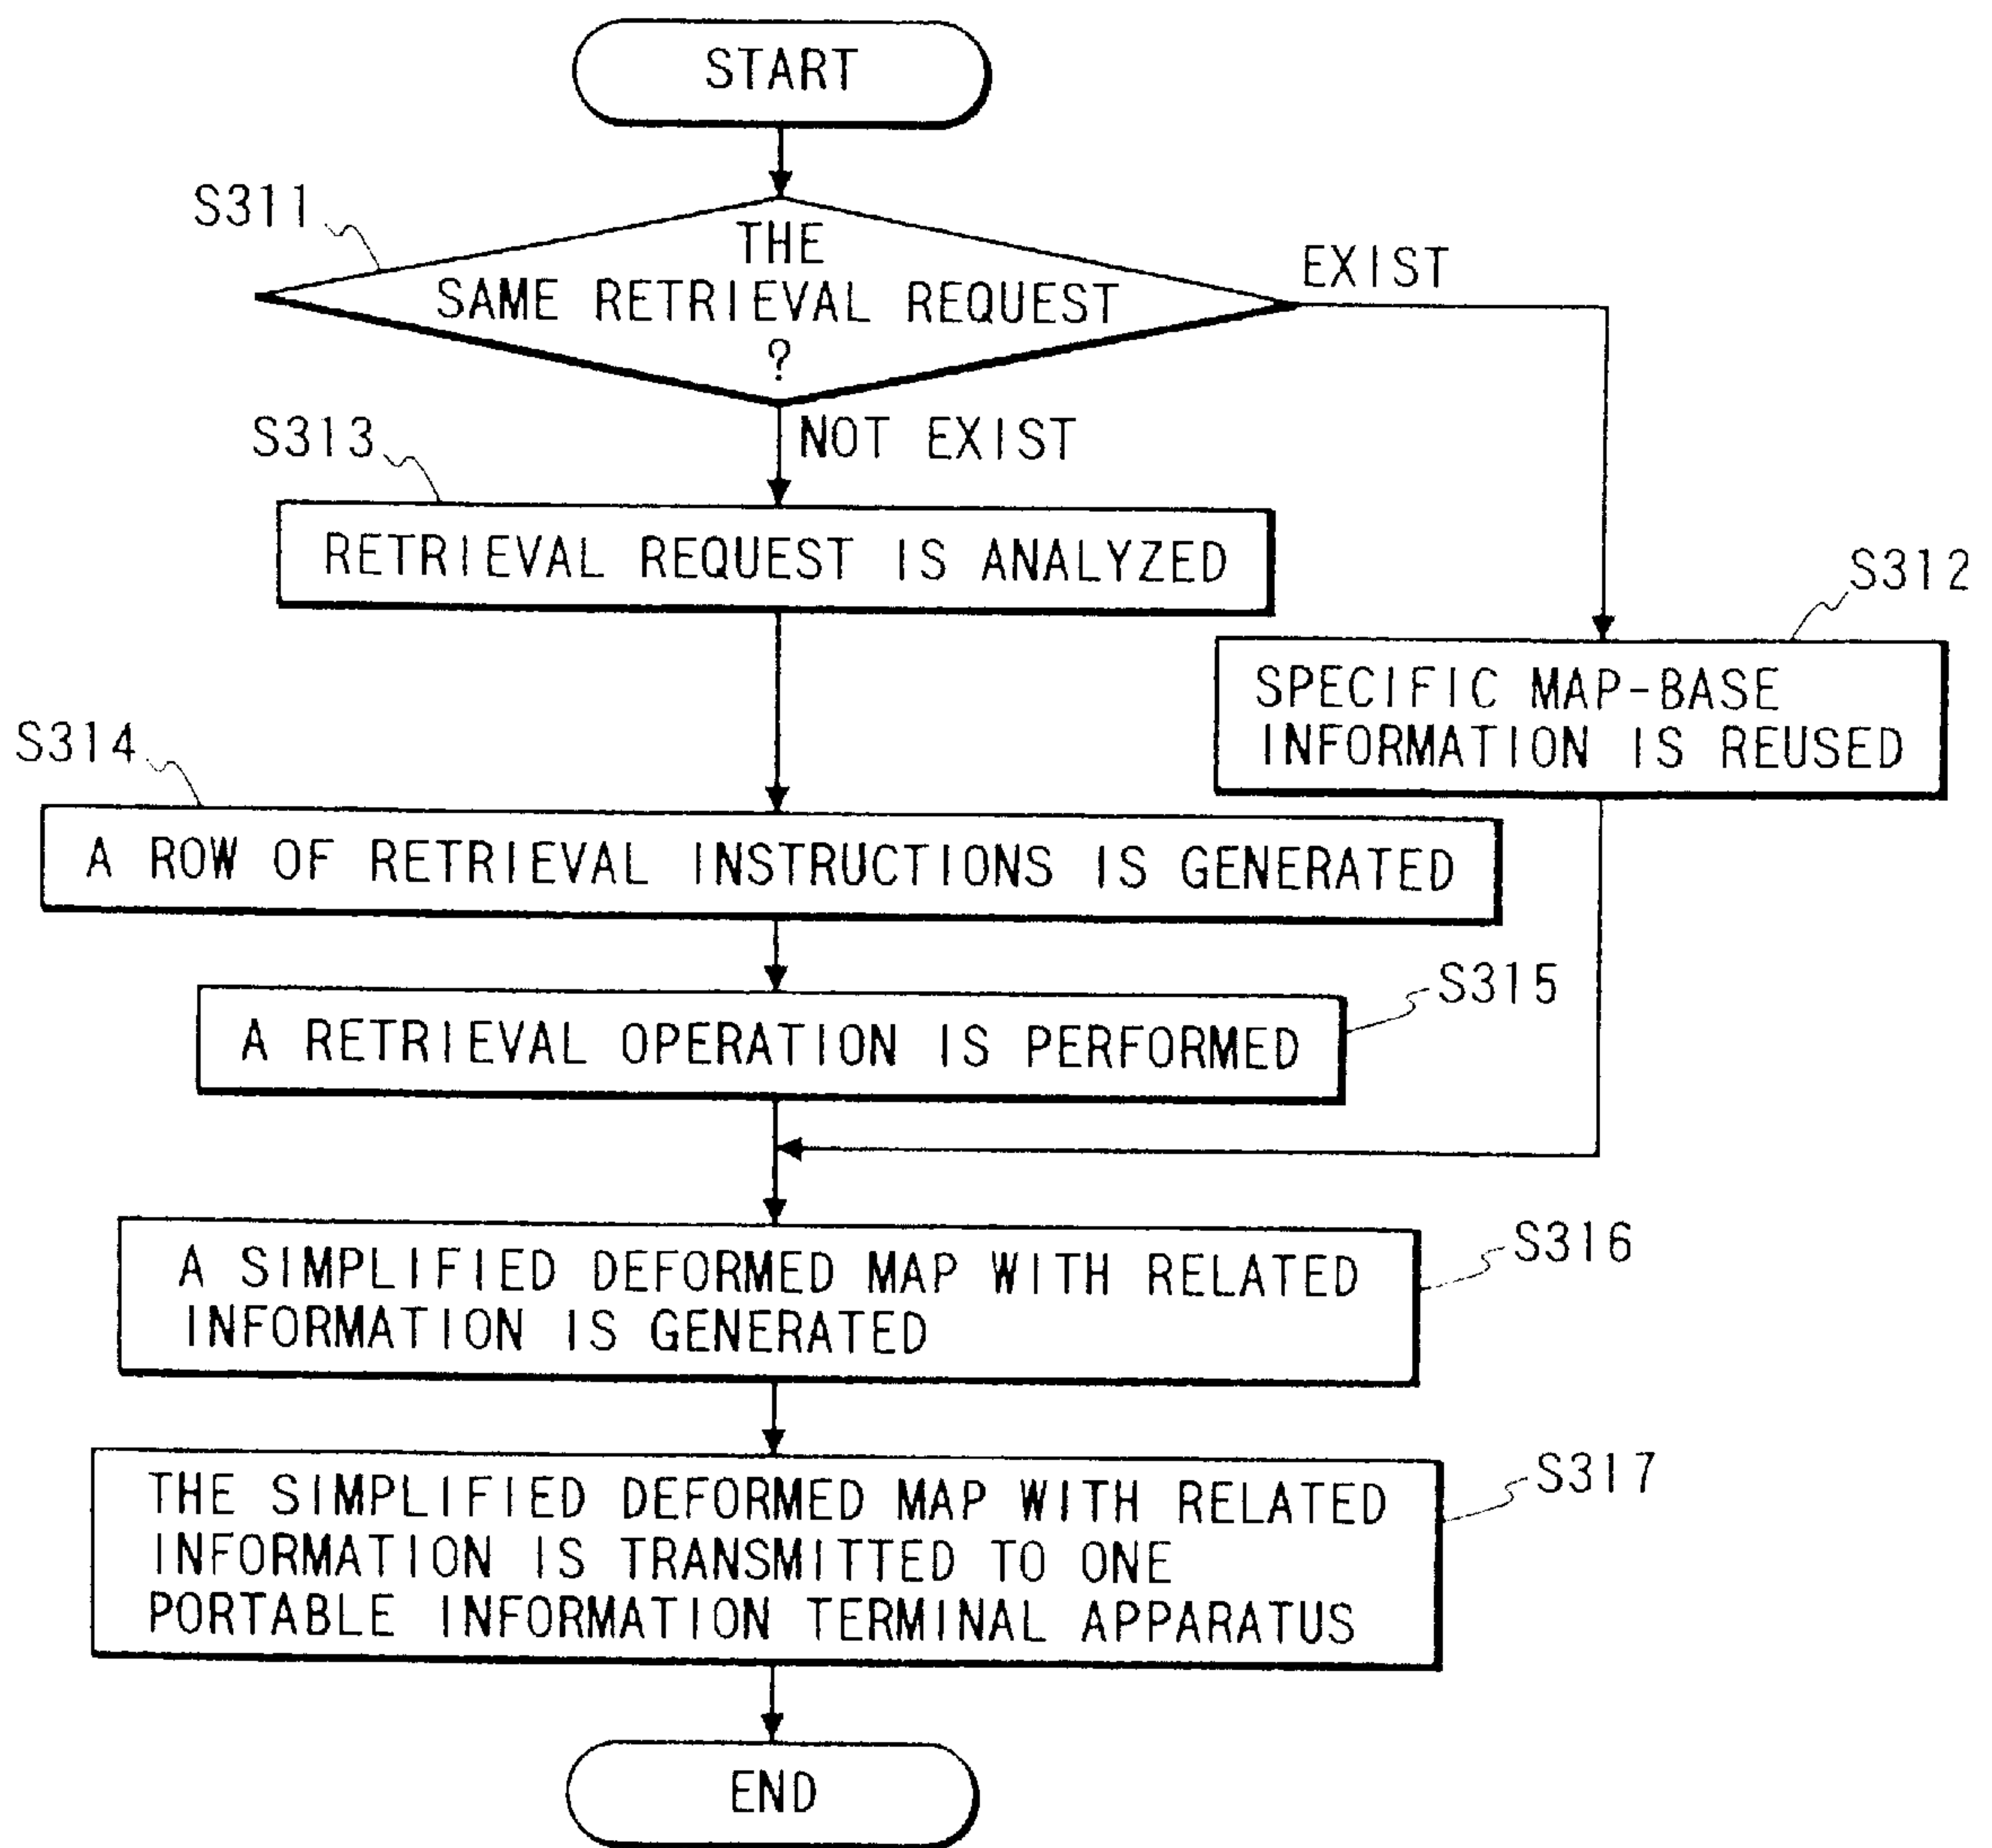 START
S311
THE
SAME RETRIEVAL REQUEST
?
EXIST
NOT EXIST
S313
RETRIEVAL REQUEST IS ANALYZED
S312
SPECIFIC MAP-BASE
INFORMATION IS REUSED
S314
A ROW OF RETRIEVAL INSTRUCTIONS IS GENERATED
S315
A RETRIEVAL OPERATION IS PERFORMED
S316
A SIMPLIFIED DEFORMED MAP WITH RELATED
INFORMATION IS GENERATED
S317
THE SIMPLIFIED DEFORMED MAP WITH RELATED
INFORMATION IS TRANSMITTED TO ONE
PORTABLE INFORMATION TERMINAL APPARATUS
END